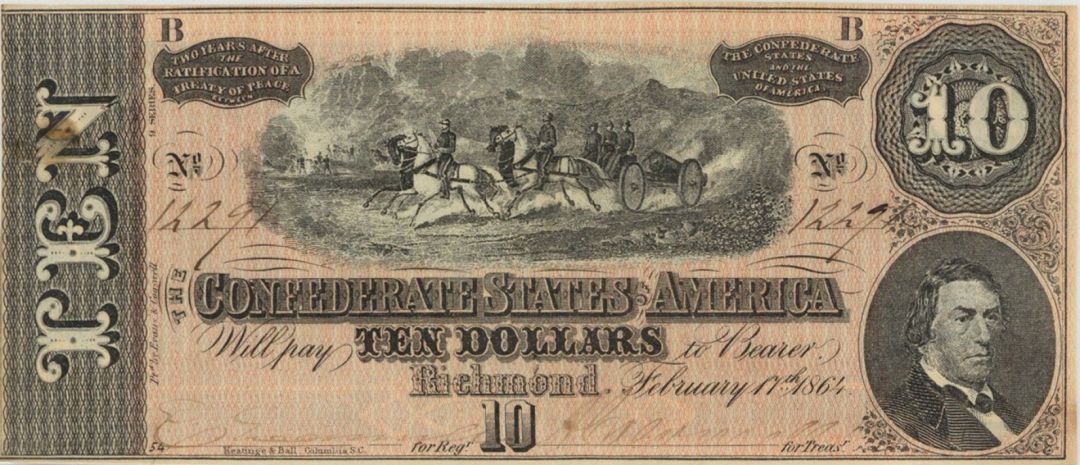 B
B
TWO YEARS AFTER
THE
RATIFICATION OF A
TREATY OF PEACE
BETWEEN
THE CONFEDERATE
STATES
AND THE
UNITED STATES
OF AMERICA.
10
TEN
9 SERIES.
No
No
12291
THE
CONFEDERATE STATES OF AMERICA
Will pay TEN DOLLARS to Bearer.
Richmond. February 17th 1864
10
54
Keatinge & Ball, Columbia S.C.
for Regr
for Treasr